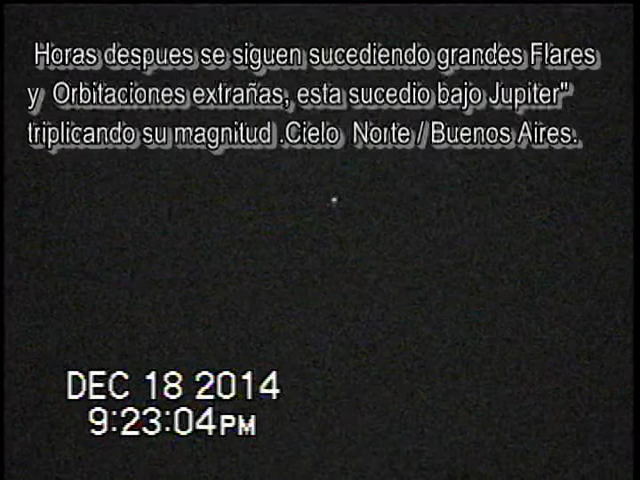 Horas despues se siguen sucediendo grandes Flares
y Orbitaciones extrañas, esta sucedio bajo Jupiter"
triplicando su magnitud .Cielo Norte / Buenos Aires.
DEC 18 2014
9:23:04PM